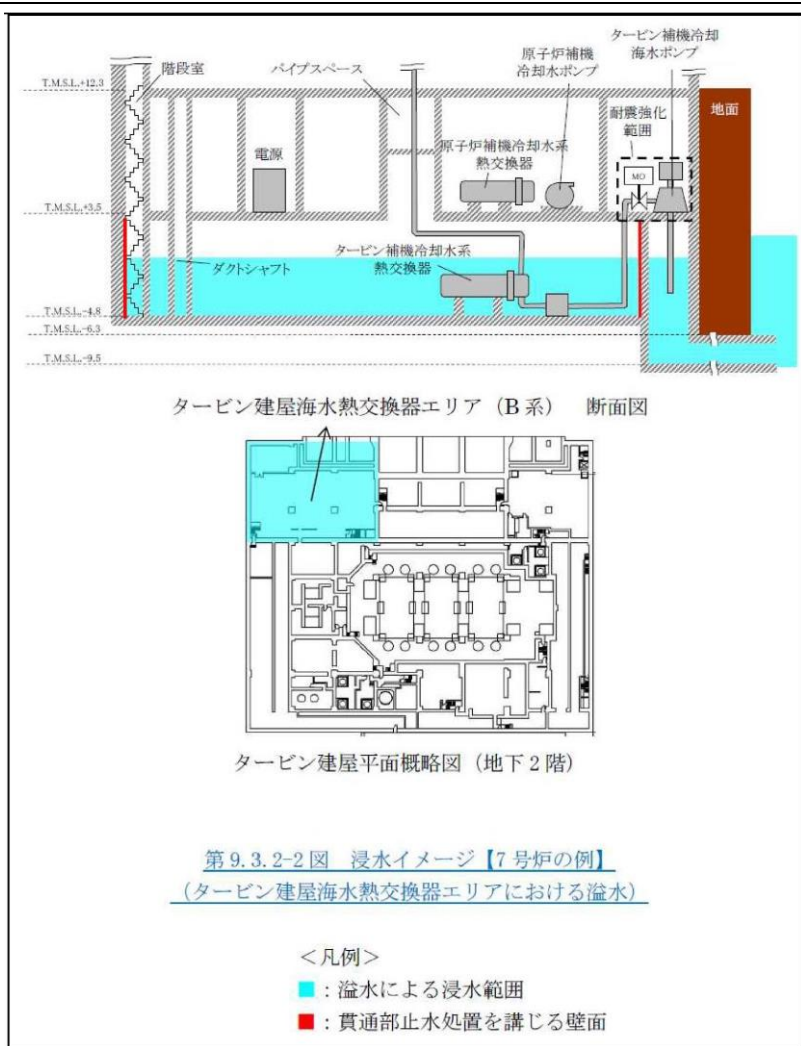 タービン補機冷却
海水ポンプ
原子炉補機
冷却水ポンプ
パイプスペース
階段室
T.M.S.L.+12.3
地面
耐震強化
範囲
電源
原子炉補機冷却水系
熱交換器
MO
T.M.S.L.+3.5
タービン補機冷却水系
熱交換器
ダクトシャフト
T.M.S.L.-4.8
T.M.S.L.-6.3
T.M.S.L.-9.5
タービン建屋海水熱交換器エリア（B系） 断面図
タービン建屋平面概略図（地下2階）
第9.3.2-2図 浸水イメージ【7号炉の例】
（タービン建屋海水熱交換器エリアにおける溢水）
＜凡例＞
■：溢水による浸水範囲
■：貫通部止水処置を講じる壁面